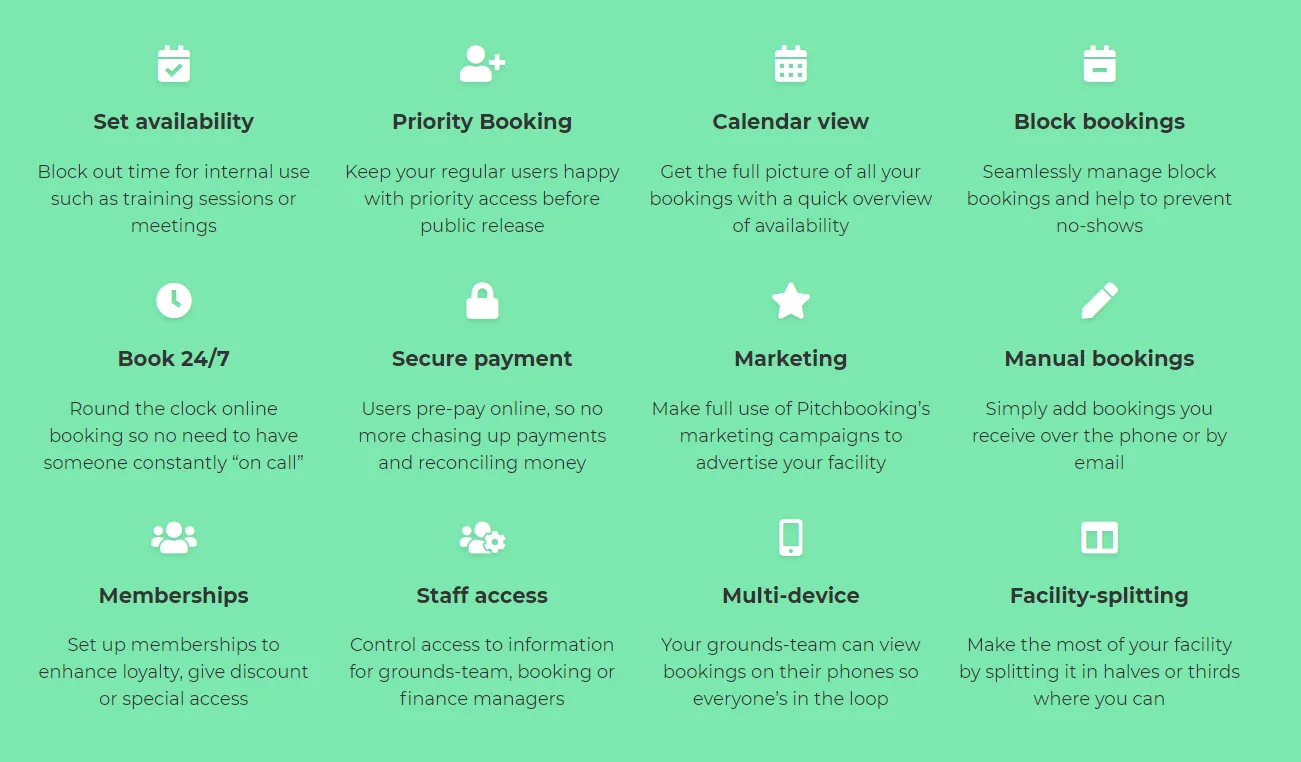 Set availability
Block out time for internal use
such as training sessions or
meetings
Priority Booking
Keep your regular users happy
with priority access before
public release
Calendar view
Get the full picture of all your
bookings with a quick overview
of availability
Block bookings
Seamlessly manage block
bookings and help to prevent
no-shows
Book 24/7
Round the clock online
booking so no need to have
someone constantly “on call”
Secure payment
Users pre-pay online, so no
more chasing up payments
and reconciling money
Marketing
Make full use of Pitchbooking’s
marketing campaigns to
advertise your facility
Manual bookings
Simply add bookings you
receive over the phone or by
email
Memberships
Set up memberships to
enhance loyalty, give discount
or special access
Staff access
Control access to information
for grounds-team, booking or
finance managers
Multi-device
Your grounds-team can view
bookings on their phones so
everyone’s in the loop
Facility-splitting
Make the most of your facility
by splitting it in halves or thirds
where you can